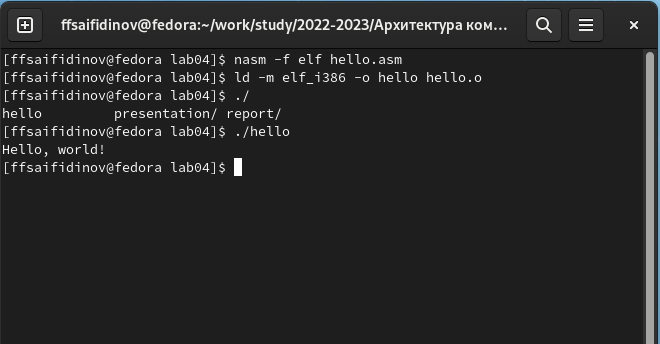 ffsaifidinov@fedora:~/work/study/2022-2023/Архитектура ком...
[ffsaifidinov@fedora lab04]$ nasm -f elf hello.asm
[ffsaifidinov@fedora lab04]$ ld -m elf_i386 -o hello hello.o
[ffsaifidinov@fedora lab04]$ ./
hello         presentation/ report/
[ffsaifidinov@fedora lab04]$ ./hello
Hello, world!
[ffsaifidinov@fedora lab04]$